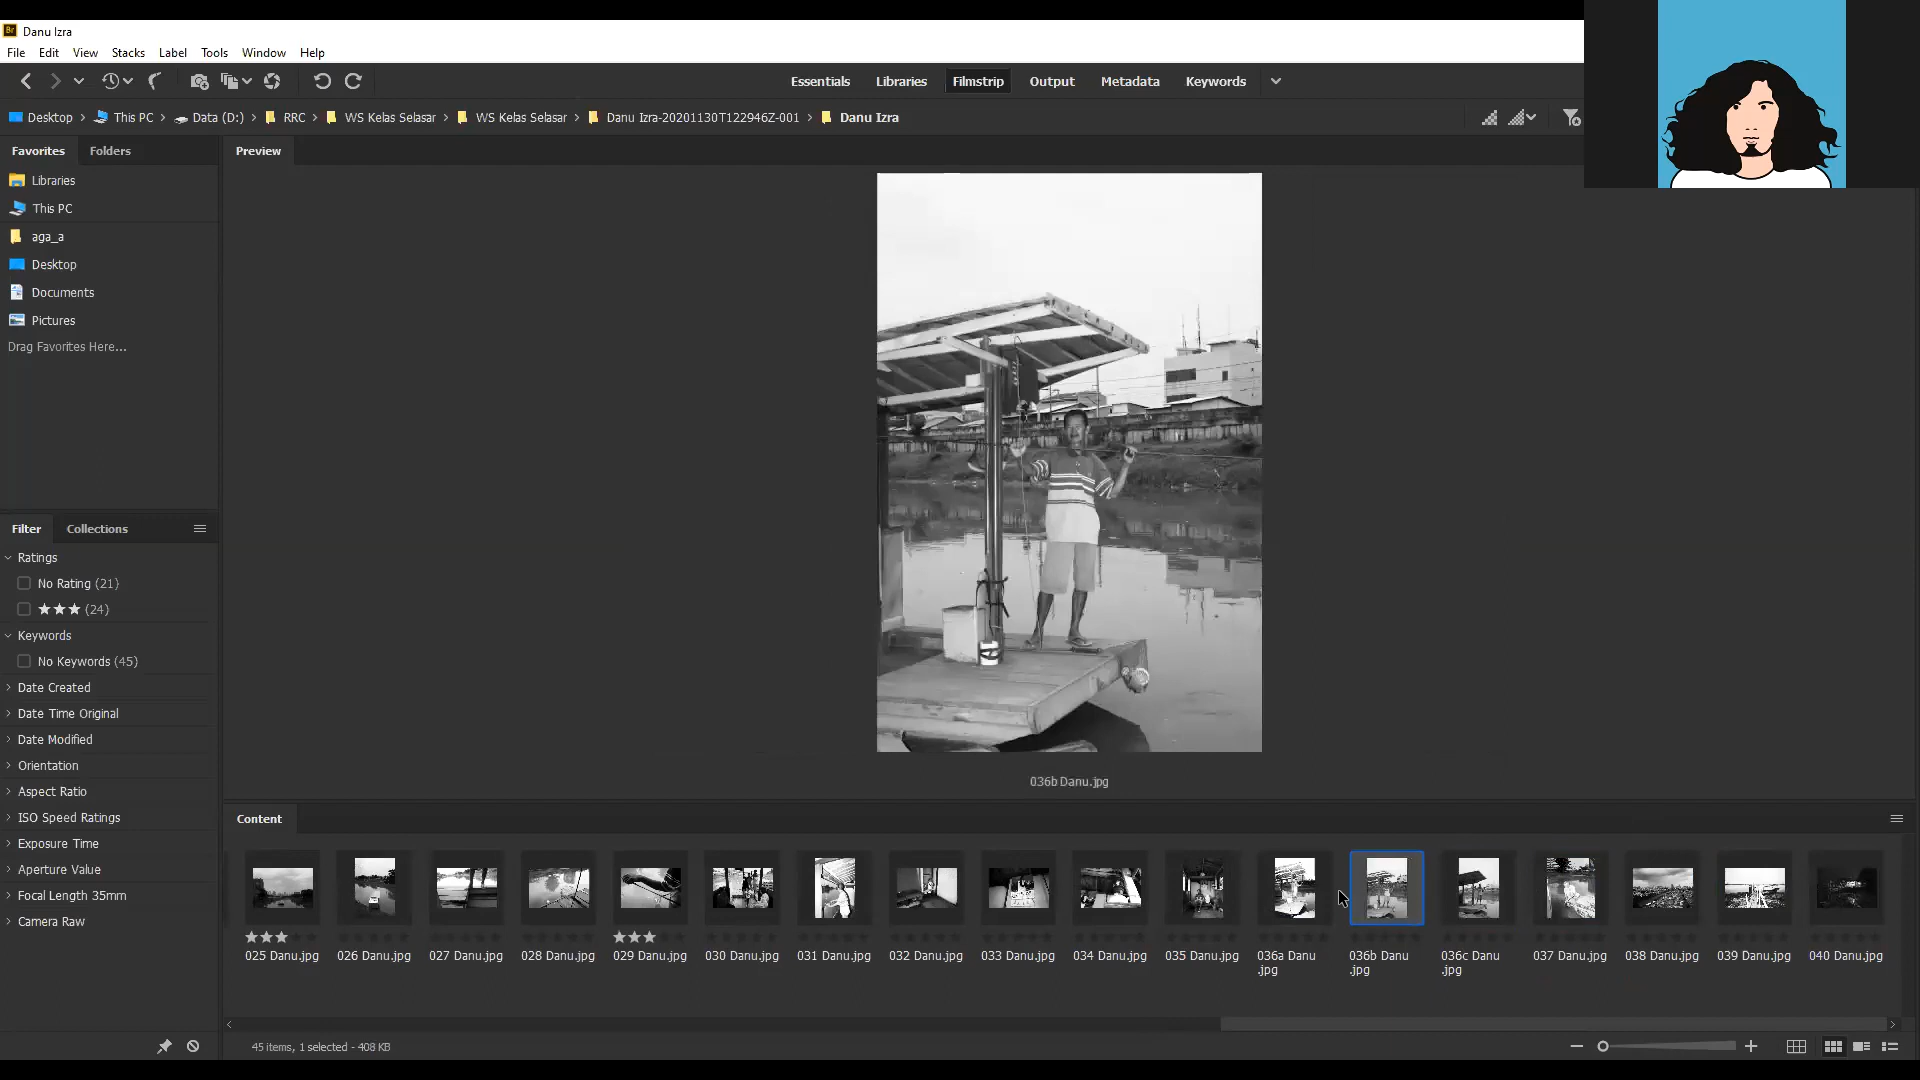 Br Danu Izra
File Edit View Stacks Label Tools Window Help
Essentials Libraries Filmstrip Output Metadata Keywords
Desktop This PC Data (D:) RRC WS Kelas Selasar WS Kelas Selasar Danu Izra-20201130T122946Z-001 Danu Izra
Favorites Folders
Preview
Libraries
This PC
aga_a
Desktop
Documents
Pictures
Drag Favorites Here...
036b Danu.jpg
Filter Collections
Ratings
No Rating (21)
★★★ (24)
Keywords
No Keywords (45)
Date Created
Date Time Original
Date Modified
Orientation
Aspect Ratio
ISO Speed Ratings
Exposure Time
Aperture Value
Focal Length 35mm
Camera Raw
Content
025 Danu.jpg 026 Danu.jpg 027 Danu.jpg 028 Danu.jpg 029 Danu.jpg 030 Danu.jpg 031 Danu.jpg 032 Danu.jpg 033 Danu.jpg 034 Danu.jpg 035 Danu.jpg 036a Danu 036b Danu 036c Danu 037 Danu.jpg 038 Danu.jpg 039 Danu.jpg 040 Danu.jpg
.jpg .jpg .jpg
45 items, 1 selected - 408 KB